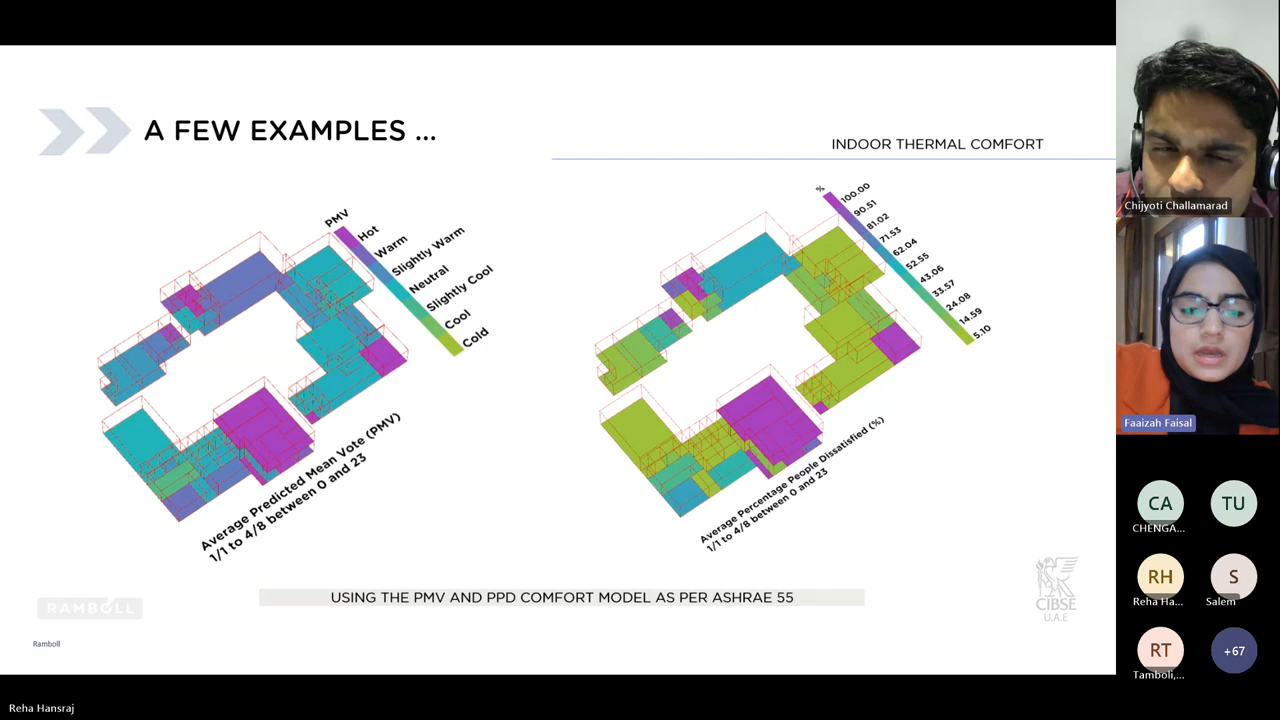 A FEW EXAMPLES ...
INDOOR THERMAL COMFORT
PMV
Hot
Warm
Slightly Warm
Neutral
Slightly Cool
Cool
Cold
Average Predicted Mean Vote (PMV)
1/1 to 4/8 between 0 and 23
%
100.00
90.51
81.02
71.53
62.04
52.55
43.06
33.57
24.08
14.59
5.10
Average Percentage People Dissatisfied (%)
1/1 to 4/8 between 0 and 23
USING THE PMV AND PPD COMFORT MODEL AS PER ASHRAE 55
RAMBOLL
Ramboll
CIBSE
U.A.E
Reha Hansraj
Chijyoti Challamarad
Faaizah Faisal
CA
CHENGA...
TU
RH
Reha Ha...
S
Salem
RT
Tamboli,...
+67